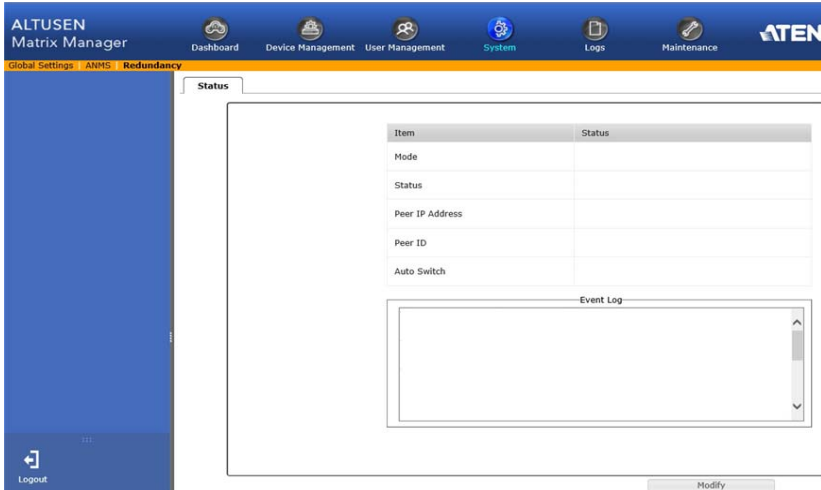 ALTUSEN
Matrix Manager
Dashboard
Device Management
User Management
System
Logs
Maintenance
ATEN
Global Settings
ANMS
Redundancy
Status
Item Status
Mode
Status
Peer IP Address
Peer ID
Auto Switch
Event Log
Logout
Modify